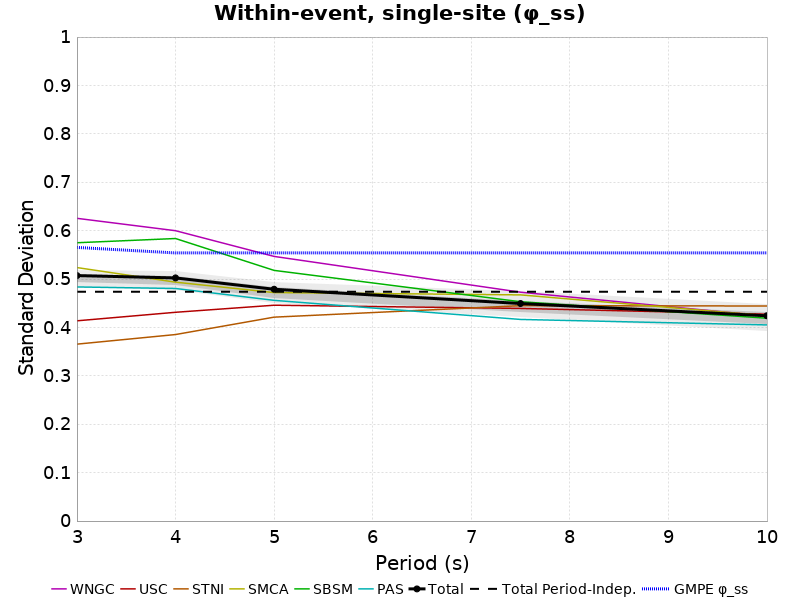 Within-event, single-site (φ_ss)
Standard Deviation
1
0.9
0.8
0.7
0.6
0.5
0.4
0.3
0.2
0.1
0
3 4 5 6 7 8 9 10
Period (s)
WNGC USC STNI SMCA SBSM PAS Total Total Period-Indep. GMPE φ_ss